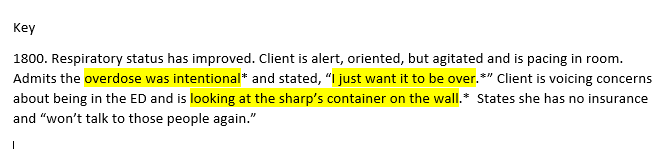 Key
1800. Respiratory status has improved. Client is alert, oriented, but agitated and is pacing in room.
Admits the overdose was intentional* and stated, “I just want it to be over.*” Client is voicing concerns
about being in the ED and is looking at the sharp’s container on the wall.* States she has no insurance
and “won’t talk to those people again.”